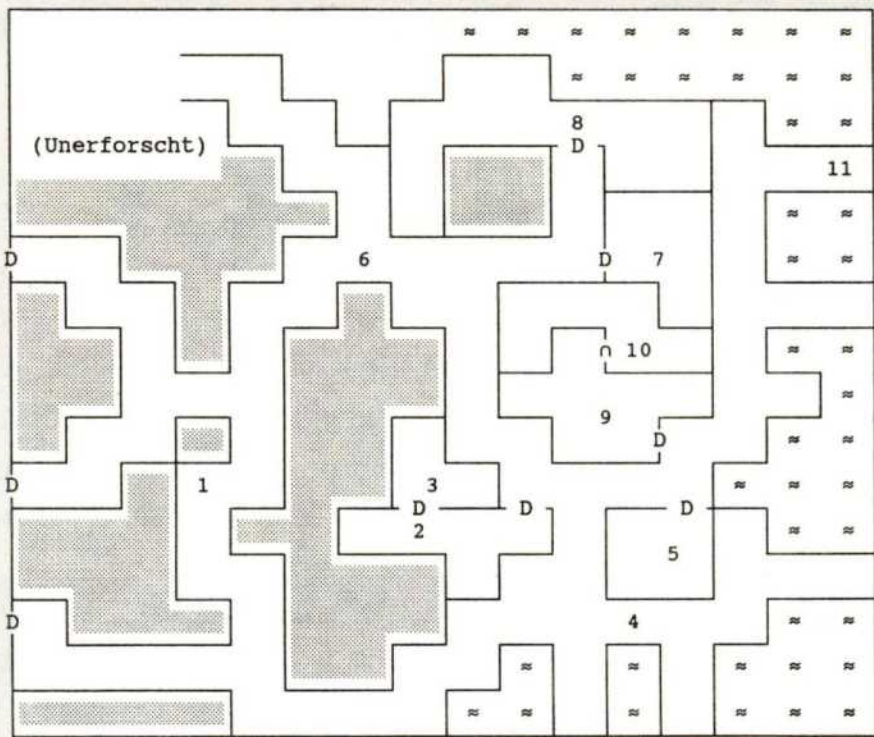 ≈ ≈ ≈ ≈ ≈ ≈ ≈ ≈
≈ ≈ ≈ ≈ ≈ ≈
8 ≈ ≈
(Unerforscht) D
11
≈ ≈
D 6 D 7 ≈ ≈
∩ 10 ≈ ≈
≈
9 D ≈ ≈
D 1 3 ≈ ≈ ≈
D D D
2 ≈ ≈
5
D 4 ≈ ≈
≈ ≈ ≈ ≈ ≈
≈ ≈ ≈ ≈ ≈ ≈